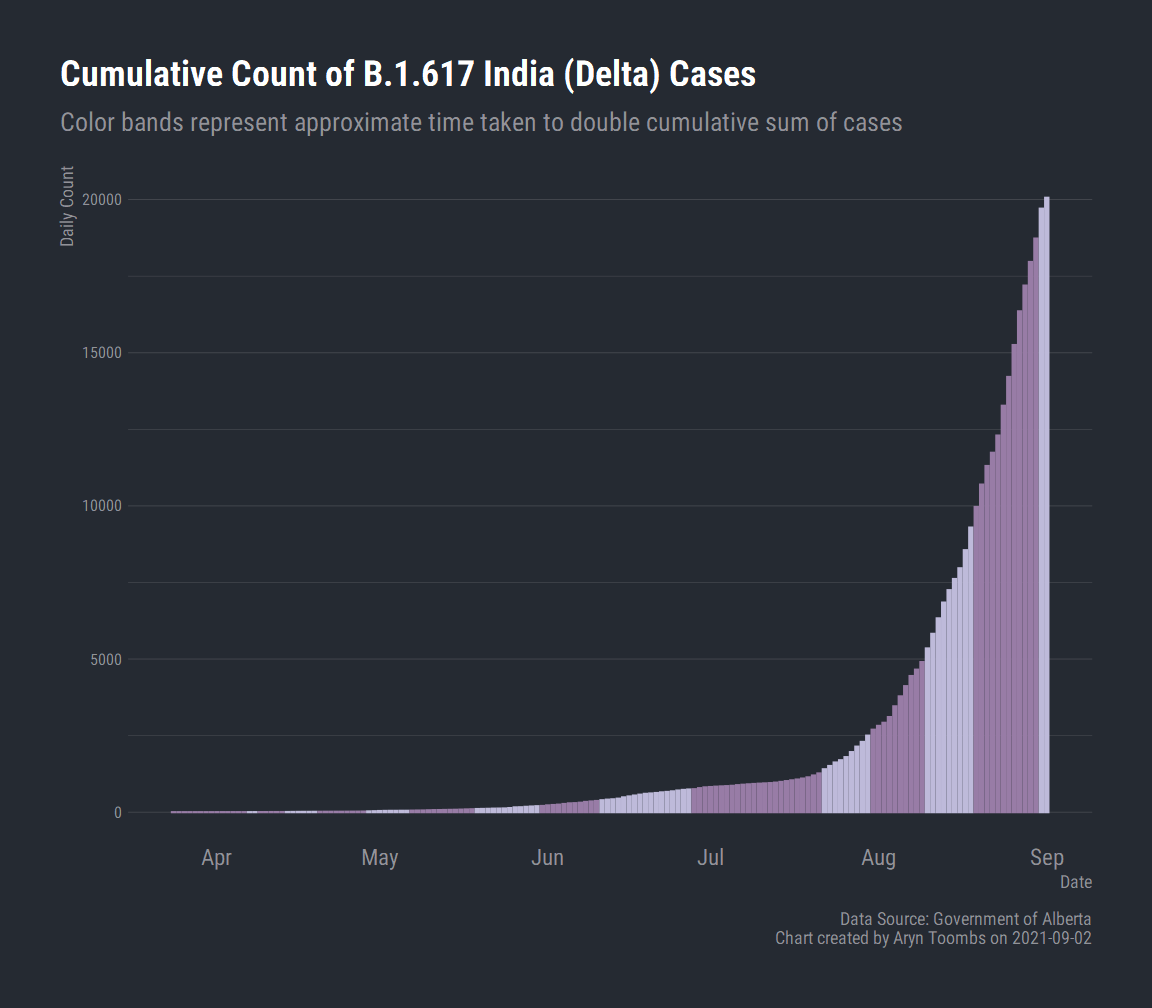 Cumulative Count of B.1.617 India (Delta) Cases
Color bands represent approximate time taken to double cumulative sum of cases
Daily Count
20000
15000
10000
5000
0
Apr May Jun Jul Aug Sep
Date
Data Source: Government of Alberta
Chart created by Aryn Toombs on 2021-09-02